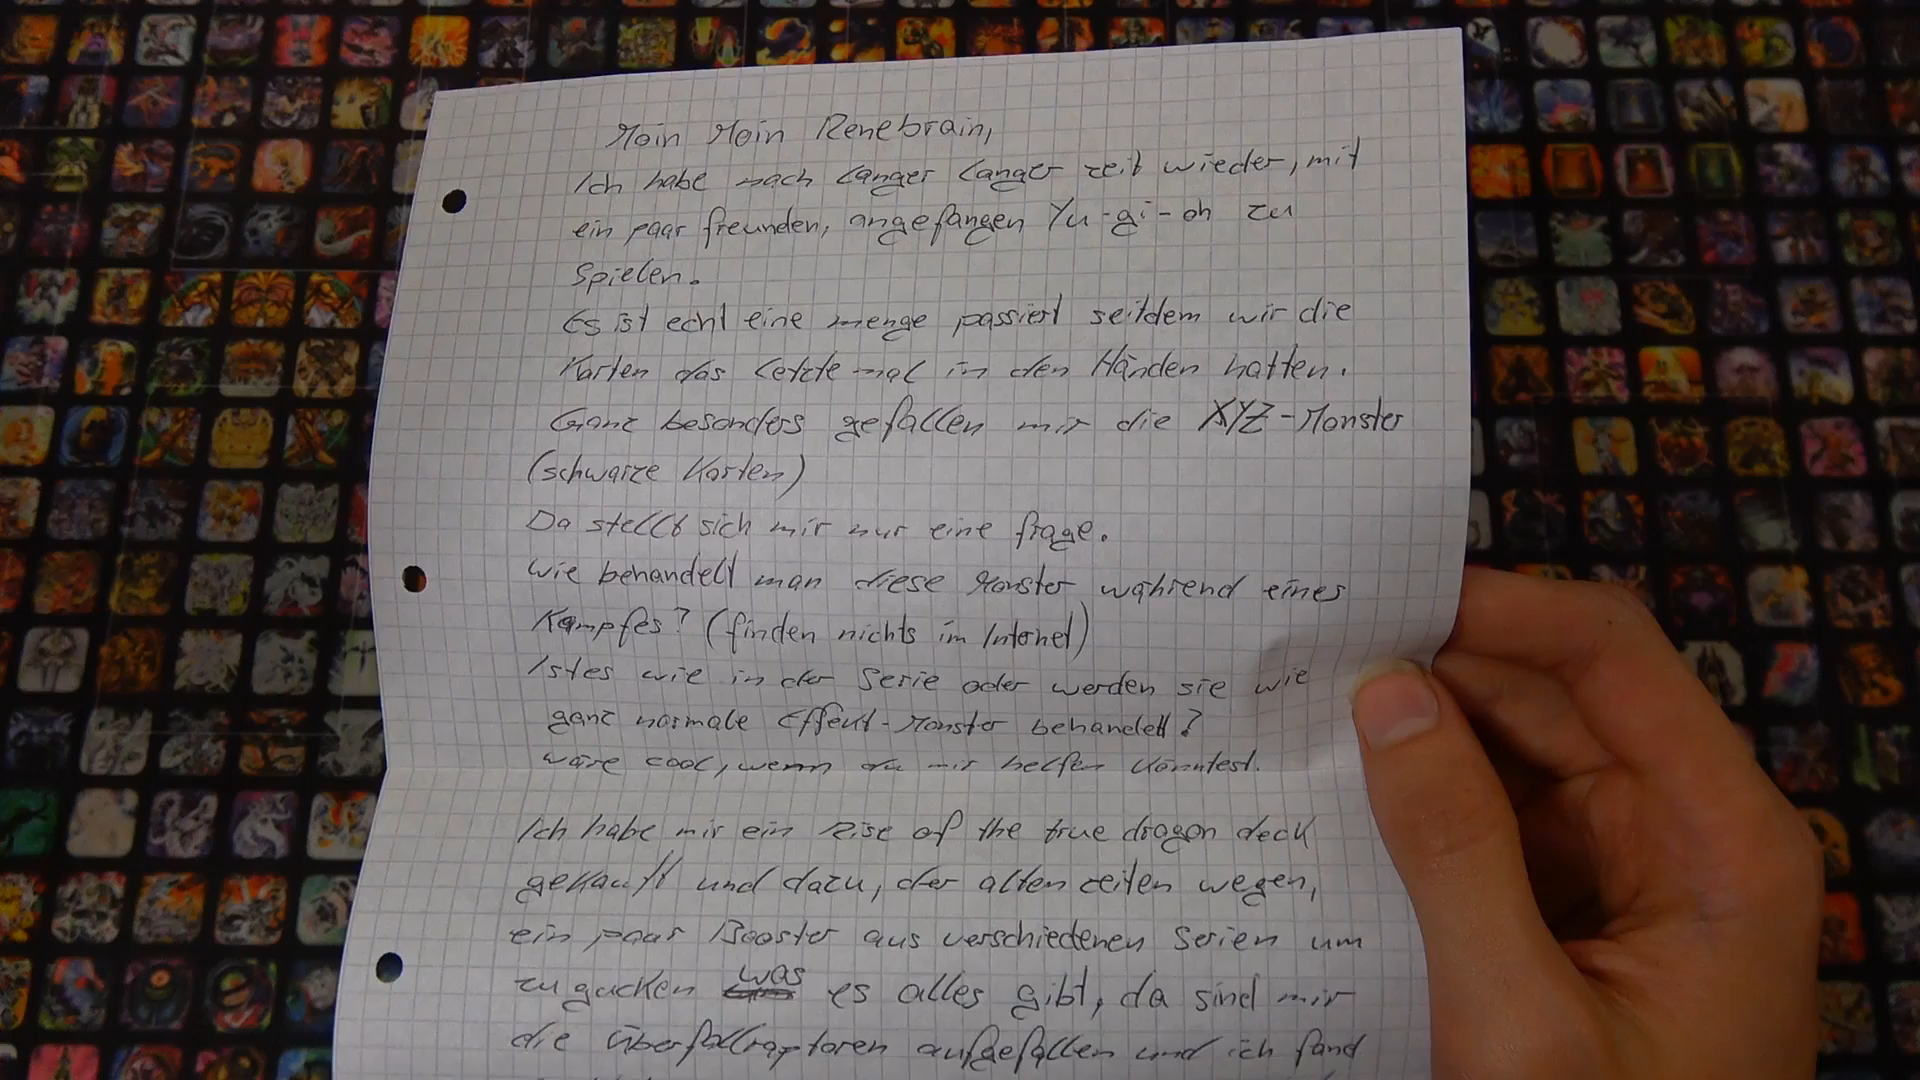 Moin Moin Renebrain,
Ich habe nach langer langer zeit wieder, mit
ein paar freunden, angefangen Yu-gi-oh zu
Spielen.
Es ist echt eine menge passiert seitdem wir die
Karten das letzte mal in den Händen hatten.
Ganz besonders gefallen mir die XYZ-Monster
(schwarze Karten)
Da stellt sich mir nur eine frage.
Wie behandelt man diese Monster während eines
Kampfes? (finden nichts im Internet)
Ist es wie in der Serie oder werden sie wie
ganz normale Effekt-Monster behandelt?
wäre cool, wenn du mir helfen könntest.
Ich habe mir ein rise of the true dragon deck
gekauft und dazu, der alten zeiten wegen,
ein paar Booster aus verschiedenen Serien um
zu gucken was es alles gibt, da sind mir
die überfallraptoren aufgefallen und ich fand